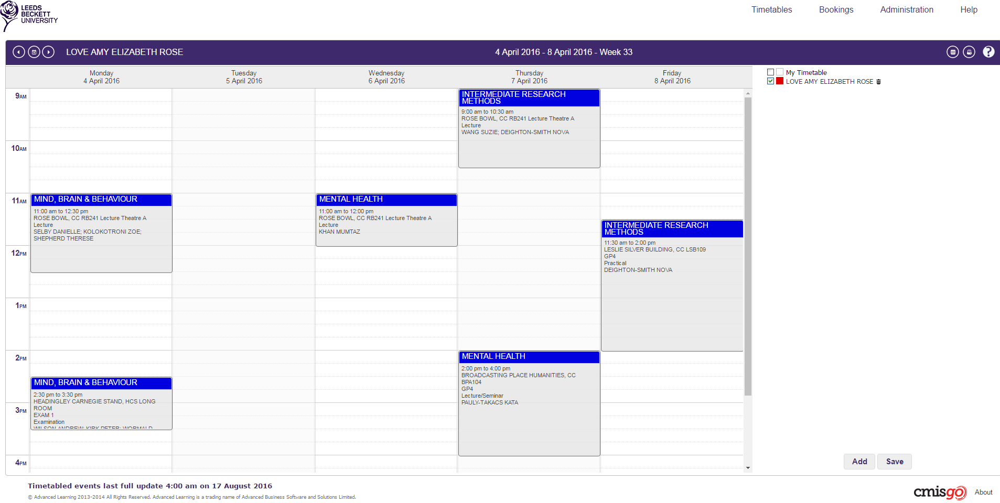 LEEDS
BECKETT
UNIVERSITY
Timetables Bookings Administration Help
LOVE AMY ELIZABETH ROSE
4 April 2016 - 8 April 2016 - Week 33
?
Monday
4 April 2016
Tuesday
5 April 2016
Wednesday
6 April 2016
Thursday
7 April 2016
Friday
8 April 2016
My Timetable
LOVE AMY ELIZABETH ROSE
9AM
10AM
11AM
12PM
1PM
2PM
3PM
4PM
MIND, BRAIN & BEHAVIOUR
11:00 am to 12:30 pm
ROSE BOWL, CC RB241 Lecture Theatre A
Lecture
SELBY DANIELLE; KOLOKOTRONI ZOE;
SHEPHERD THERESE
MIND, BRAIN & BEHAVIOUR
2:30 pm to 3:30 pm
HEADINGLEY CARNEGIE STAND, HCS LONG
ROOM
EXAM 1
Examination
WILSON ANDREW; KIRK PETER; WORMALD
MENTAL HEALTH
11:00 am to 12:00 pm
ROSE BOWL, CC RB241 Lecture Theatre A
Lecture
KHAN MUMTAZ
INTERMEDIATE RESEARCH
METHODS
9:00 am to 10:30 am
ROSE BOWL, CC RB241 Lecture Theatre A
Lecture
WANG SUZIE; DEIGHTON-SMITH NOVA
MENTAL HEALTH
2:00 pm to 4:00 pm
BROADCASTING PLACE HUMANITIES, CC
BPA104
GP4
Lecture/Seminar
PAULY-TAKACS KATA
INTERMEDIATE RESEARCH
METHODS
11:30 am to 2:00 pm
LESLIE SILVER BUILDING, CC LSB109
GP4
Practical
DEIGHTON-SMITH NOVA
Add Save
Timetabled events last full update 4:00 am on 17 August 2016
© Advanced Learning 2013-2014 All Rights Reserved. Advanced Learning is a trading name of Advanced Business Software and Solutions Limited.
cmisgo About